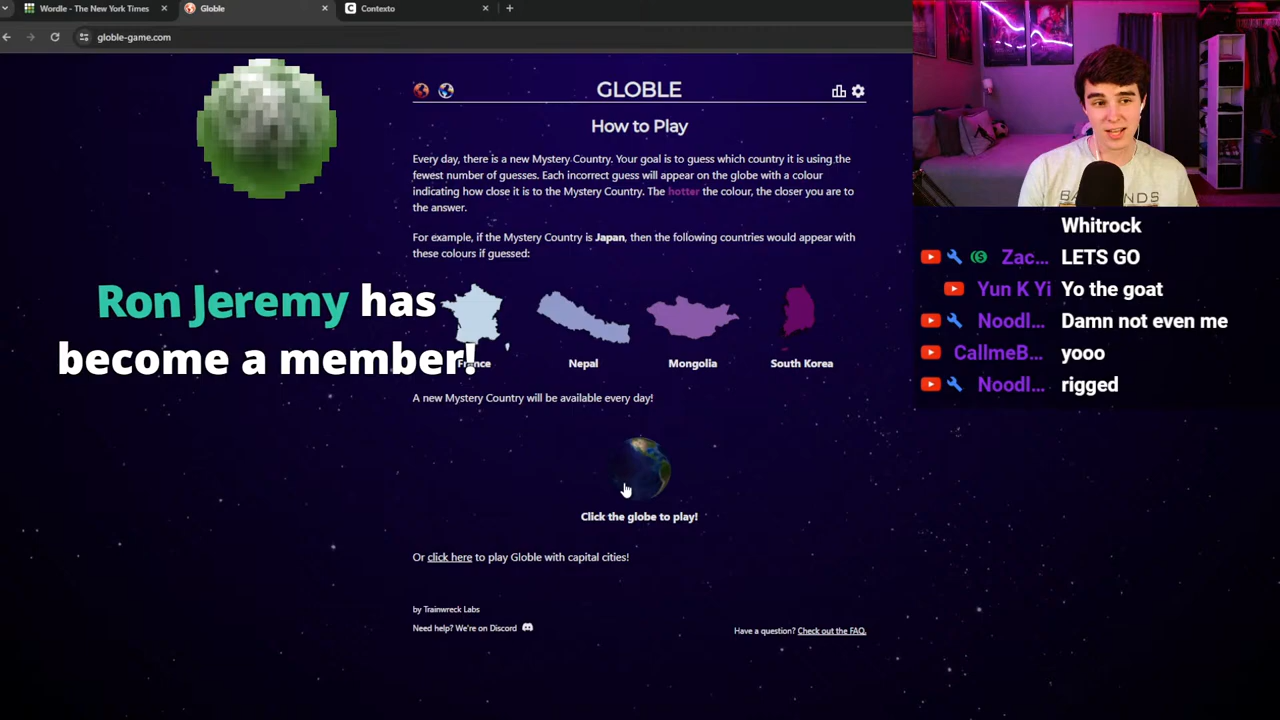 Wordle - The New York Times
Globle
Contexto
globle-game.com
GLOBLE
How to Play
Every day, there is a new Mystery Country. Your goal is to guess which country it is using the
fewest number of guesses. Each incorrect guess will appear on the globe with a colour
indicating how close it is to the Mystery Country. The hotter the colour, the closer you are to
the answer.
For example, if the Mystery Country is Japan, then the following countries would appear with
these colours if guessed:
Ron Jeremy has
become a member!
France
Nepal
Mongolia
South Korea
A new Mystery Country will be available every day!
Click the globe to play!
Or click here to play Globle with capital cities!
by Trainwreck Labs
Need help? We're on Discord
Have a question? Check out the FAQ.
Whitrock
Zac... LETS GO
Yun K Yi Yo the goat
Noodl... Damn not even me
CallmeB... yooo
Noodl... rigged